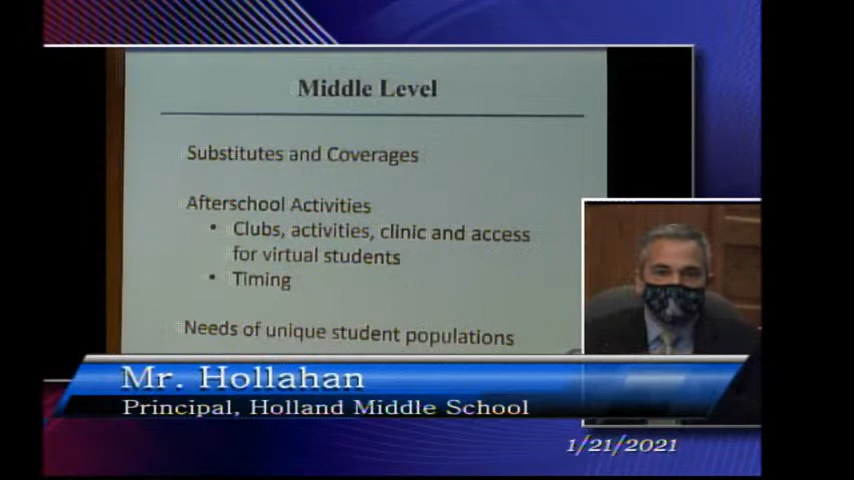 Middle Level
Substitutes and Coverages
Afterschool Activities
• Clubs, activities, clinic and access
for virtual students
• Timing
Needs of unique student populations
Mr. Hollahan
Principal, Holland Middle School
1/21/2021